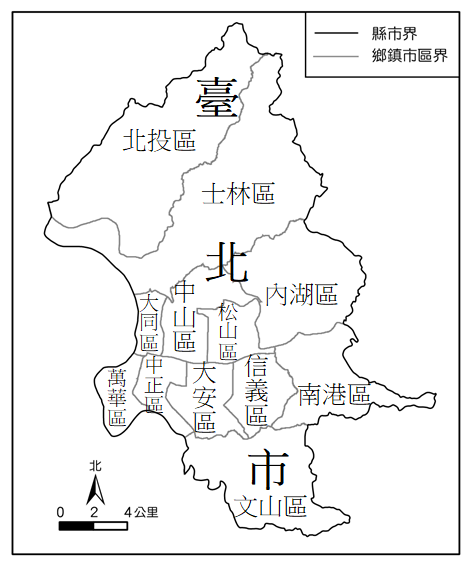 縣市界
鄉鎮市區界
臺
北投區
士林區
北
中山區
內湖區
大同區
松山區
中正區
信義區
大安區
萬華區
南港區
市
文山區
北
0 2 4公里